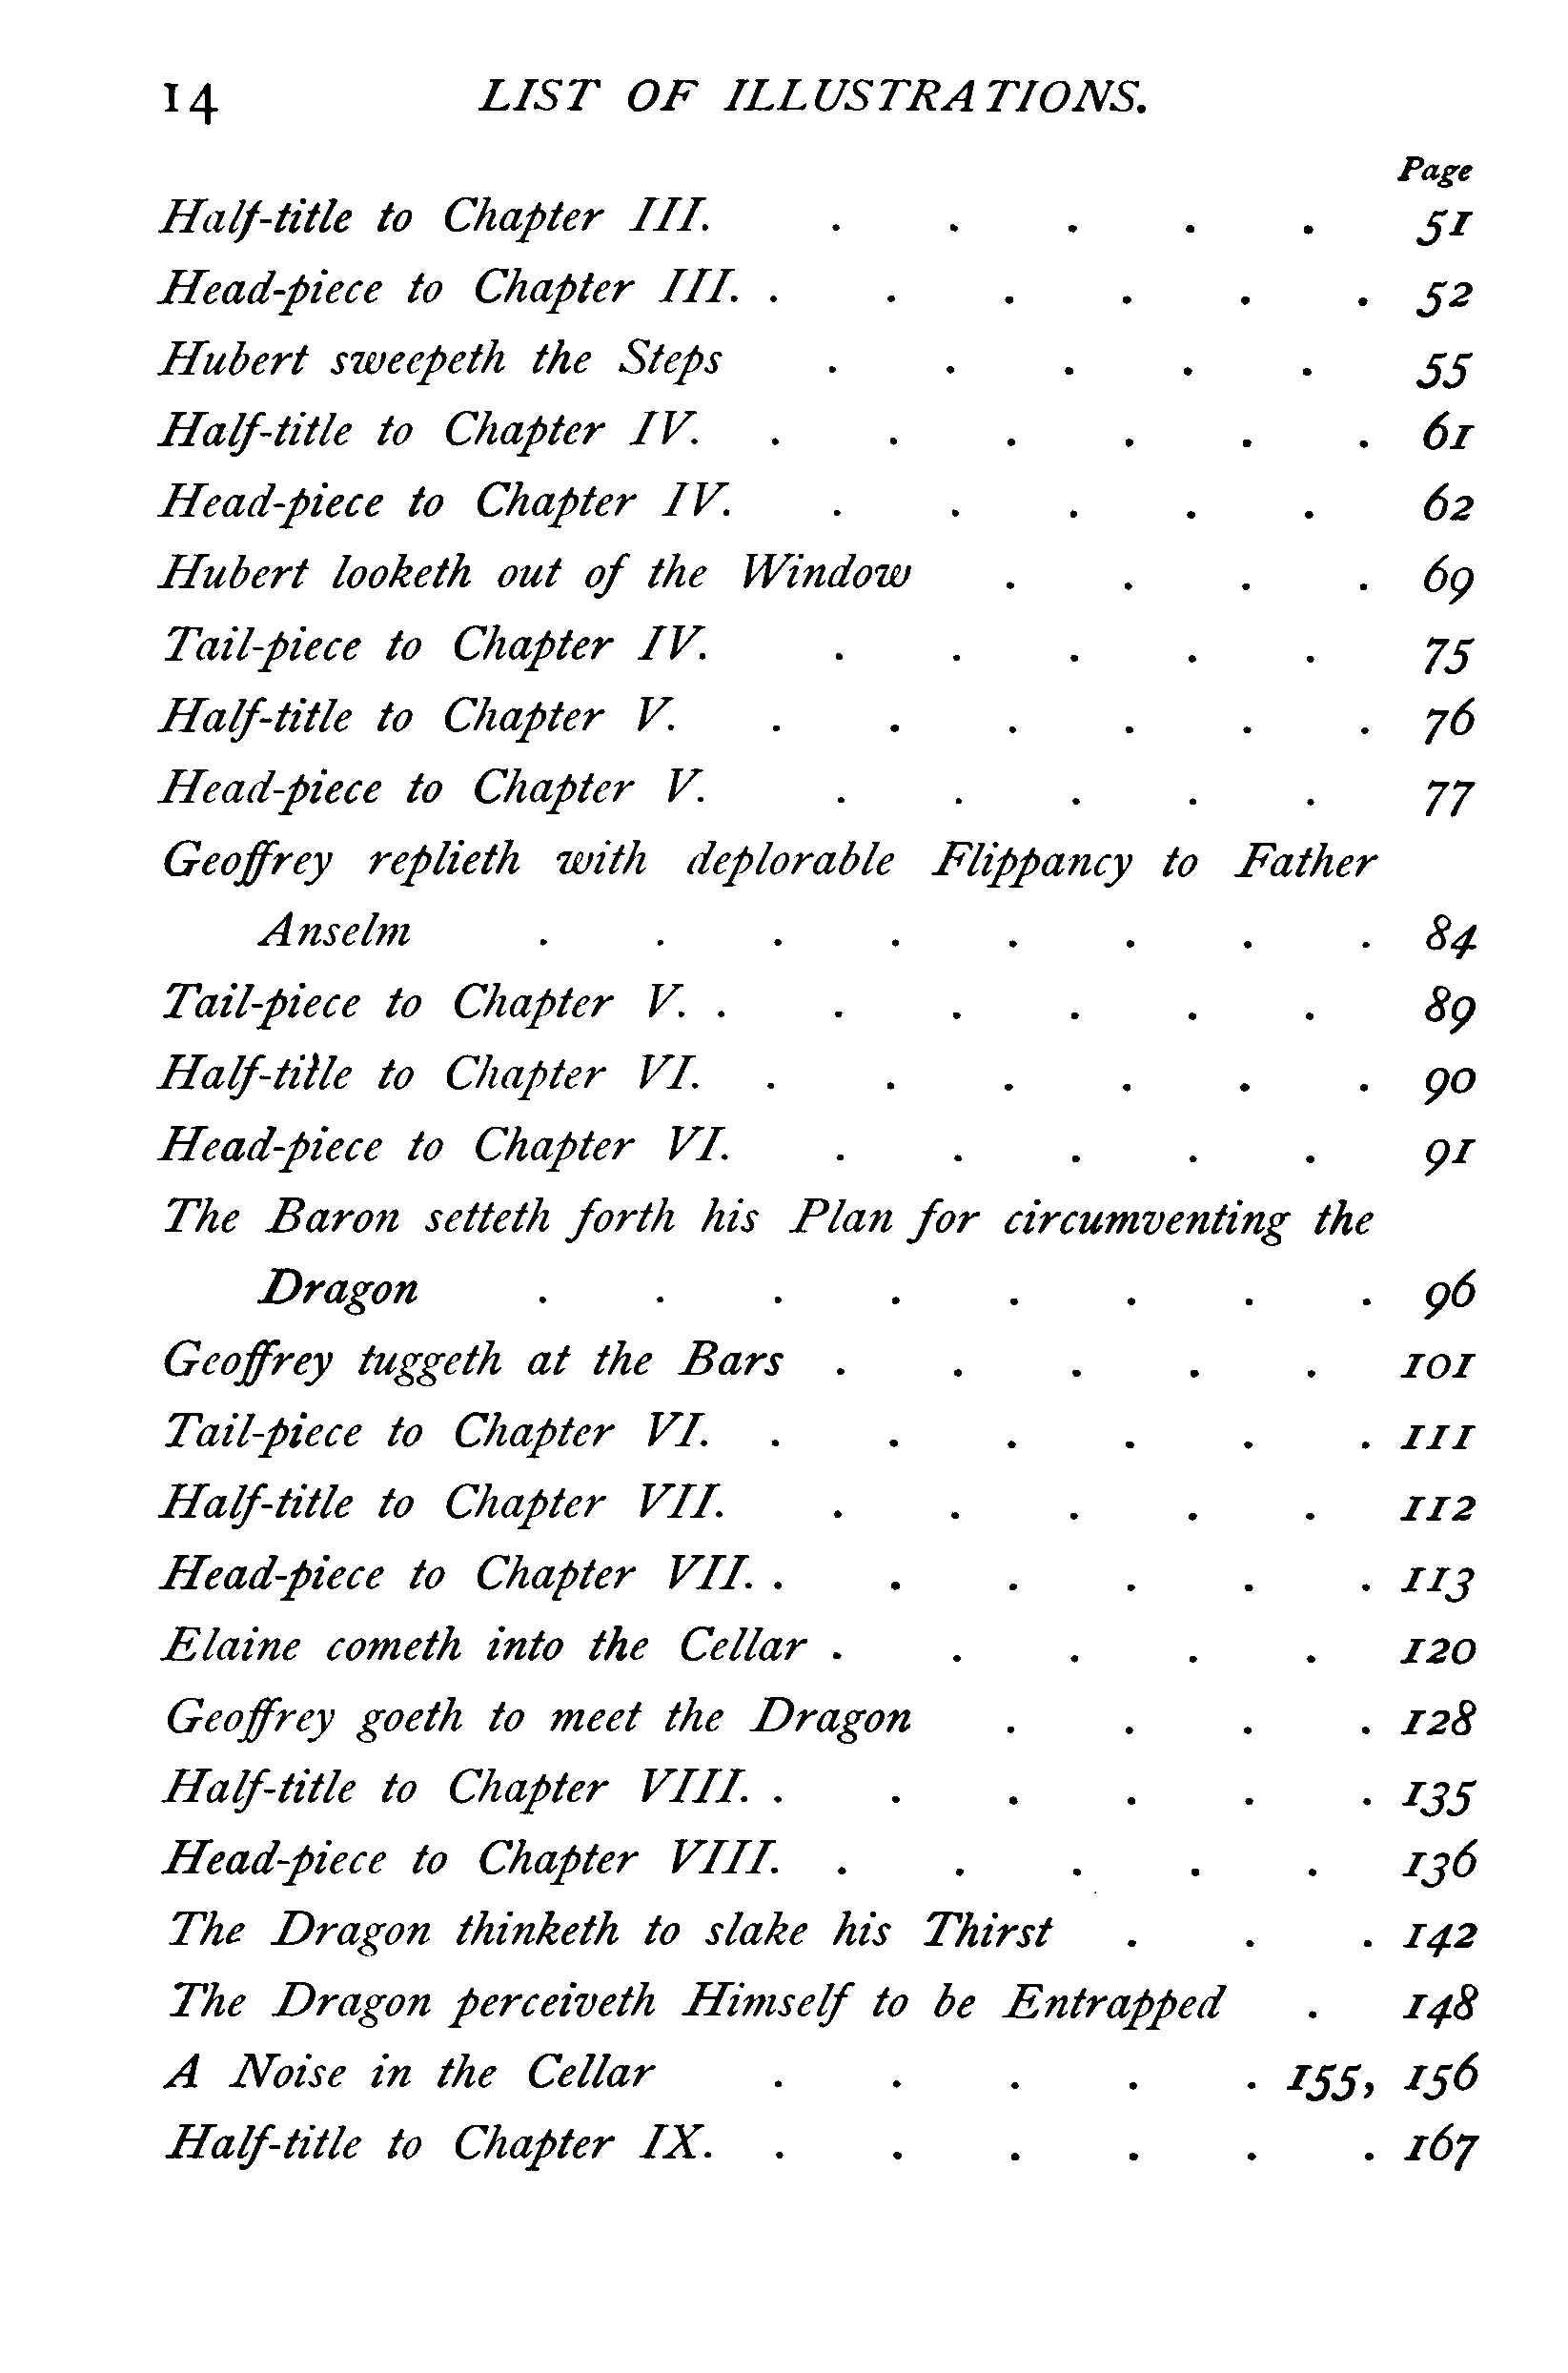 14 LIST OF ILLUSTRATIONS.
Page
Half-title to Chapter III. . . . . . 51
Head-piece to Chapter III. . . . . . . 52
Hubert sweepeth the Steps . . . . . 55
Half-title to Chapter IV. . . . . . . 61
Head-piece to Chapter IV. . . . . . 62
Hubert looketh out of the Window . . . . 69
Tail-piece to Chapter IV. . . . . . 75
Half-title to Chapter V. . . . . . . 76
Head-piece to Chapter V. . . . . . 77
Geoffrey replieth with deplorable Flippancy to Father
Anselm . . . . . . . . 84
Tail-piece to Chapter V. . . . . . . 89
Half-title to Chapter VI. . . . . . . 90
Head-piece to Chapter VI. . . . . . 91
The Baron setteth forth his Plan for circumventing the
Dragon . . . . . . . . 96
Geoffrey tuggeth at the Bars . . . . . 101
Tail-piece to Chapter VI. . . . . . . 111
Half-title to Chapter VII. . . . . . 112
Head-piece to Chapter VII. . . . . . . 113
Elaine cometh into the Cellar . . . . . 120
Geoffrey goeth to meet the Dragon . . . . 128
Half-title to Chapter VIII. . . . . . . 135
Head-piece to Chapter VIII. . . . . . 136
The Dragon thinketh to slake his Thirst . . . 142
The Dragon perceiveth Himself to be Entrapped . 148
A Noise in the Cellar . . . . . 155, 156
Half-title to Chapter IX. . . . . . . 167